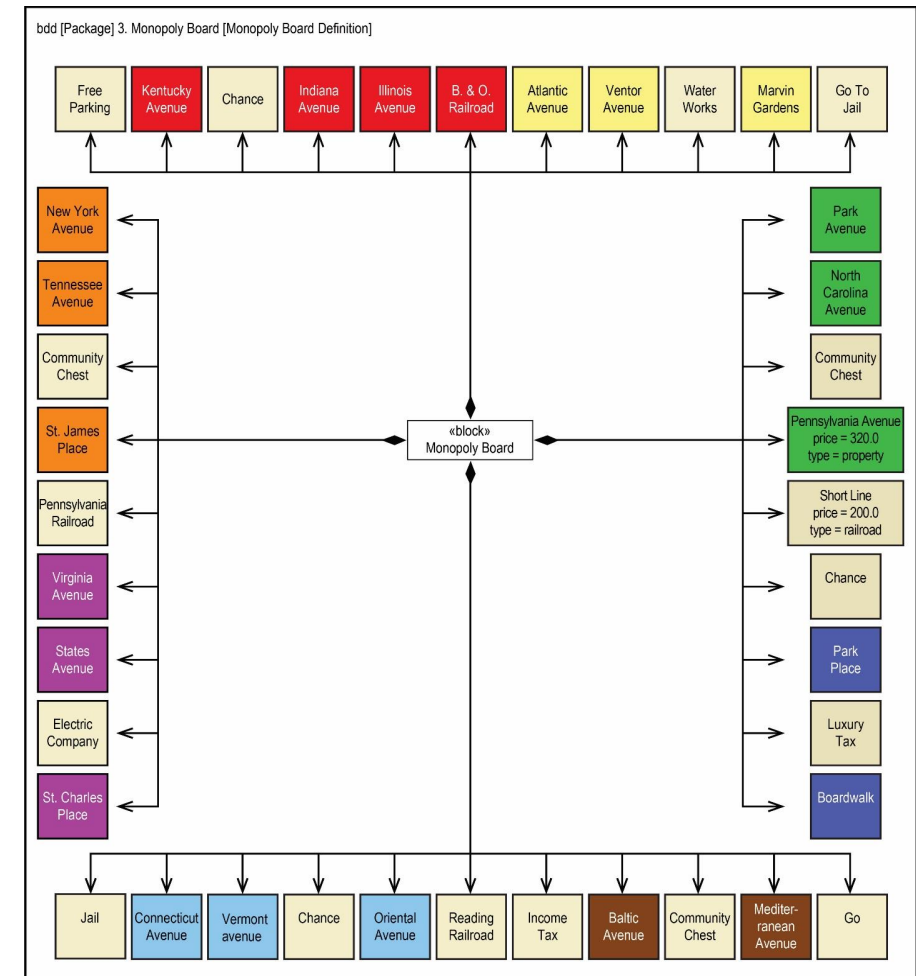 bdd [Package] 3. Monopoly Board [Monopoly Board Definition]
Free
Parking
Kentucky
Avenue
Chance
Indiana
Avenue
Illinois
Avenue
B. & O.
Railroad
Atlantic
Avenue
Ventor
Avenue
Water
Works
Marvin
Gardens
Go To
Jail
New York
Avenue
Tennessee
Avenue
Community
Chest
St. James
Place
Pennsylvania
Railroad
Virginia
Avenue
States
Avenue
Electric
Company
St. Charles
Place
«block»
Monopoly Board
Park
Avenue
North
Carolina
Avenue
Community
Chest
Pennsylvania Avenue
price = 320.0
type = property
Short Line
price = 200.0
type = railroad
Chance
Park
Place
Luxury
Tax
Boardwalk
Jail
Connecticut
Avenue
Vermont
avenue
Chance
Oriental
Avenue
Reading
Railroad
Income
Tax
Baltic
Avenue
Community
Chest
Mediter-
ranean
Avenue
Go